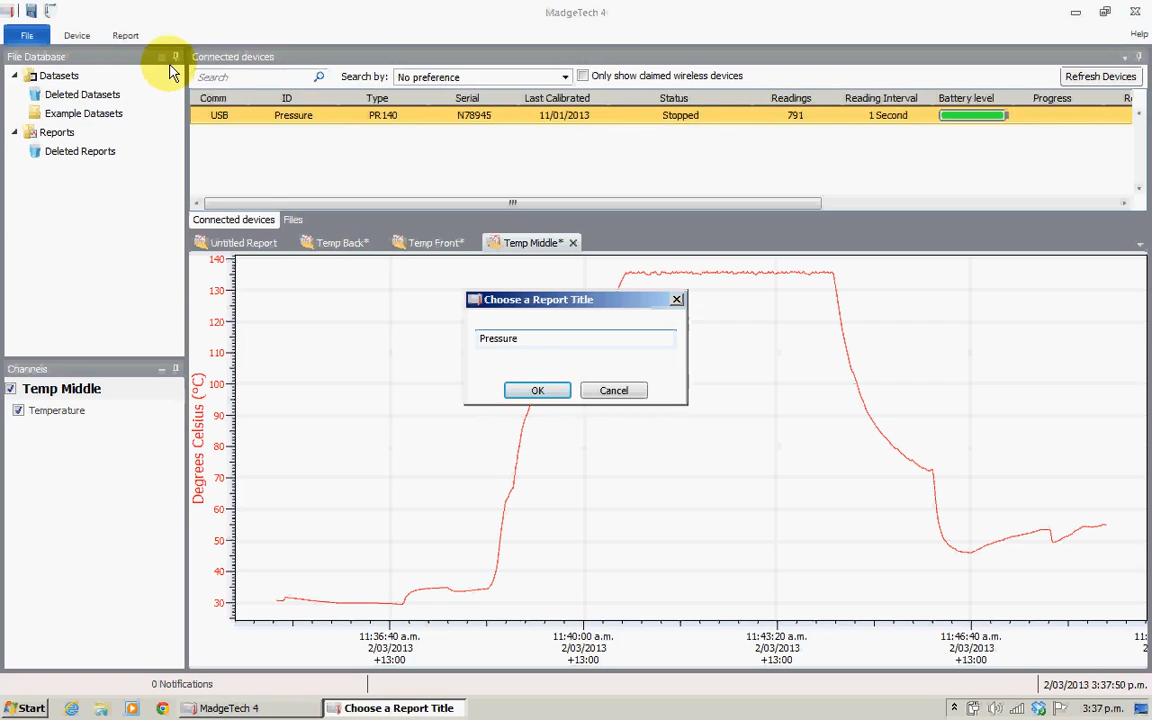 MadgeTech 4
File Device Report
Help
File Database
Datasets
Deleted Datasets
Example Datasets
Reports
Deleted Reports
Connected devices
Search
Search by: No preference
Only show claimed wireless devices
Refresh Devices
Comm ID Type Serial Last Calibrated Status Readings Reading Interval Battery level Progress
USB Pressure PR140 N78945 11/01/2013 Stopped 791 1 Second
Connected devices Files
Untitled Report Temp Back* Temp Front* Temp Middle*
Channels
Temp Middle
Temperature
Choose a Report Title
Pressure
OK Cancel
Degrees Celsius (°C)
140
130
120
110
100
90
80
70
60
50
40
30
11:36:40 a.m. 11:40:00 a.m. 11:43:20 a.m. 11:46:40 a.m. 11:
2/03/2013 2/03/2013 2/03/2013 2/03/2013 2
+13:00 +13:00 +13:00 +13:00
0 Notifications
2/03/2013 3:37:50 p.m.
Start MadgeTech 4 Choose a Report Title 3:37 p.m.